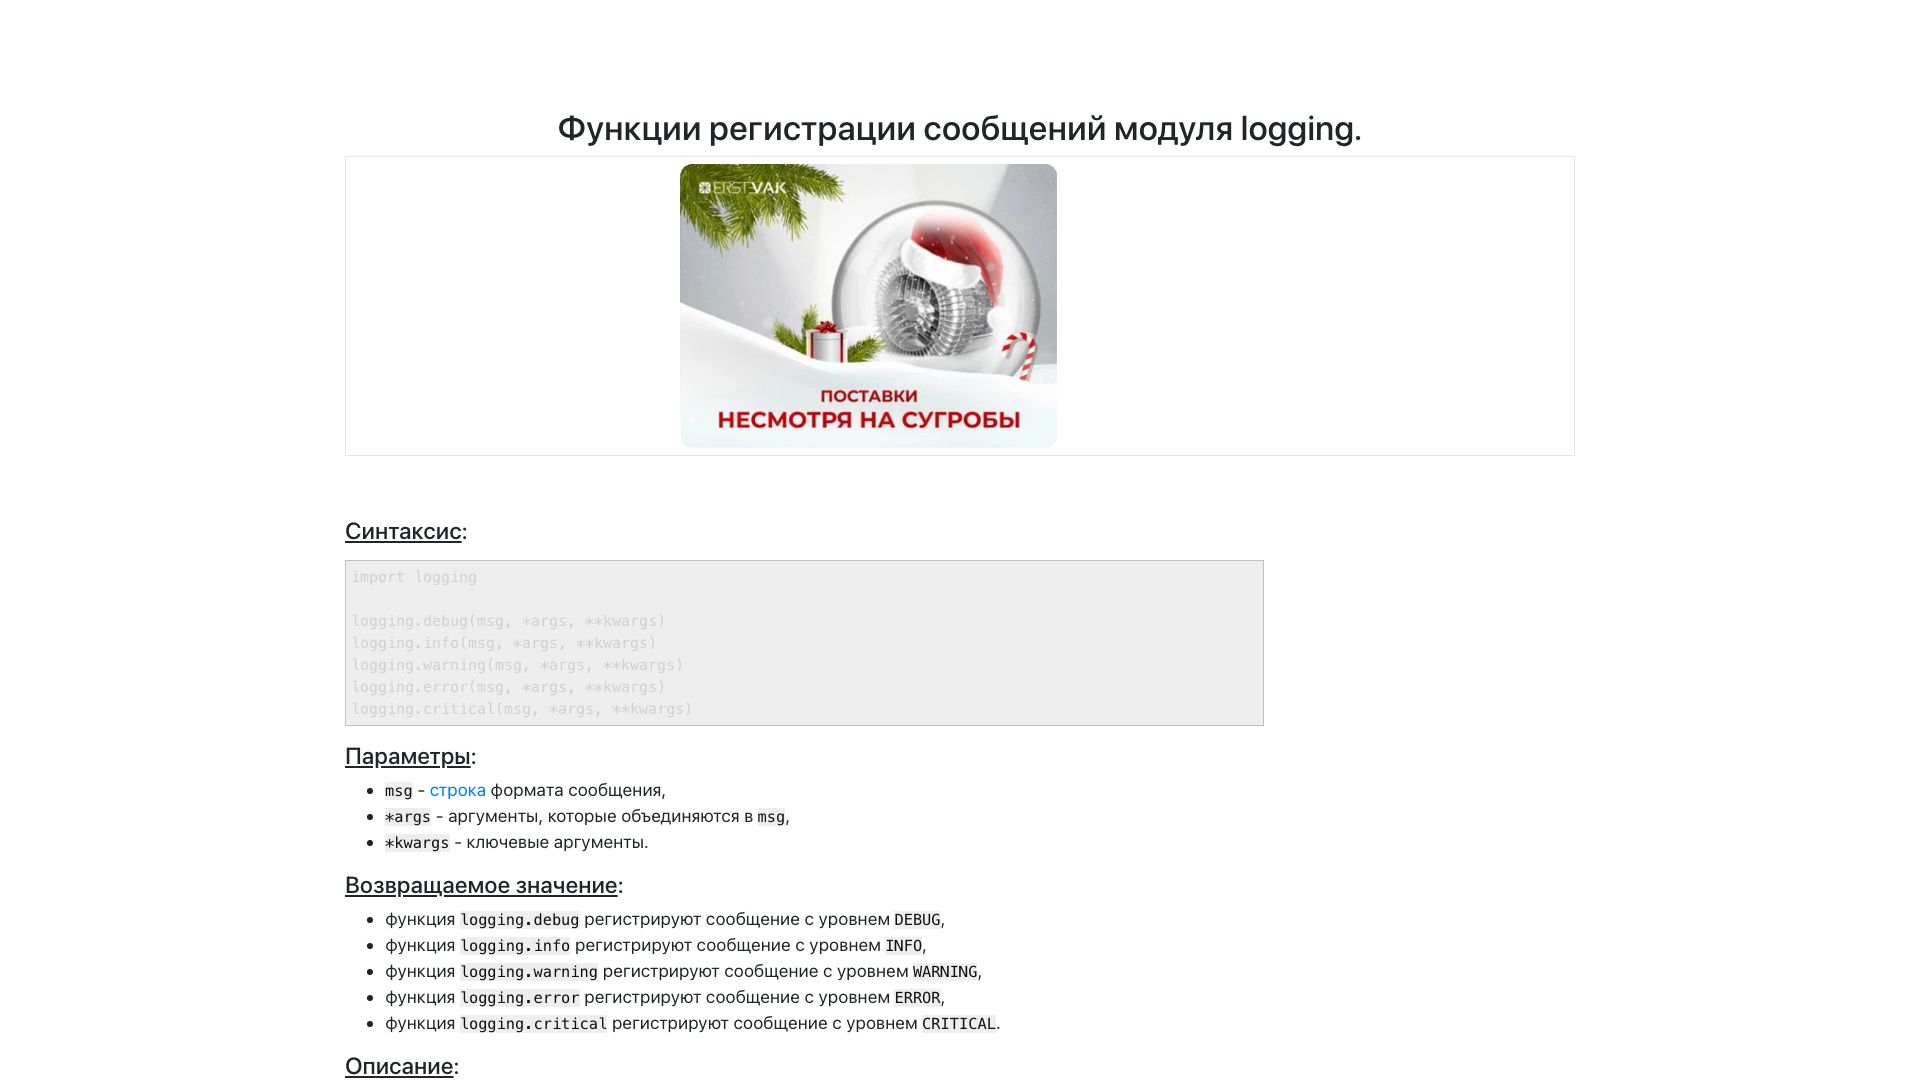 Функции регистрации сообщений модуля logging.
ERSTVAK
ПОСТАВКИ
НЕСМОТРЯ НА СУГРОБЫ
Синтаксис:
import logging
logging.debug(msg, *args, **kwargs)
logging.info(msg, *args, **kwargs)
logging.warning(msg, *args, **kwargs)
logging.error(msg, *args, **kwargs)
logging.critical(msg, *args, **kwargs)
Параметры:
msg - строка формата сообщения,
*args - аргументы, которые объединяются в msg,
*kwargs - ключевые аргументы.
Возвращаемое значение:
функция logging.debug регистрируют сообщение с уровнем DEBUG,
функция logging.info регистрируют сообщение с уровнем INFO,
функция logging.warning регистрируют сообщение с уровнем WARNING,
функция logging.error регистрируют сообщение с уровнем ERROR,
функция logging.critical регистрируют сообщение с уровнем CRITICAL.
Описание: